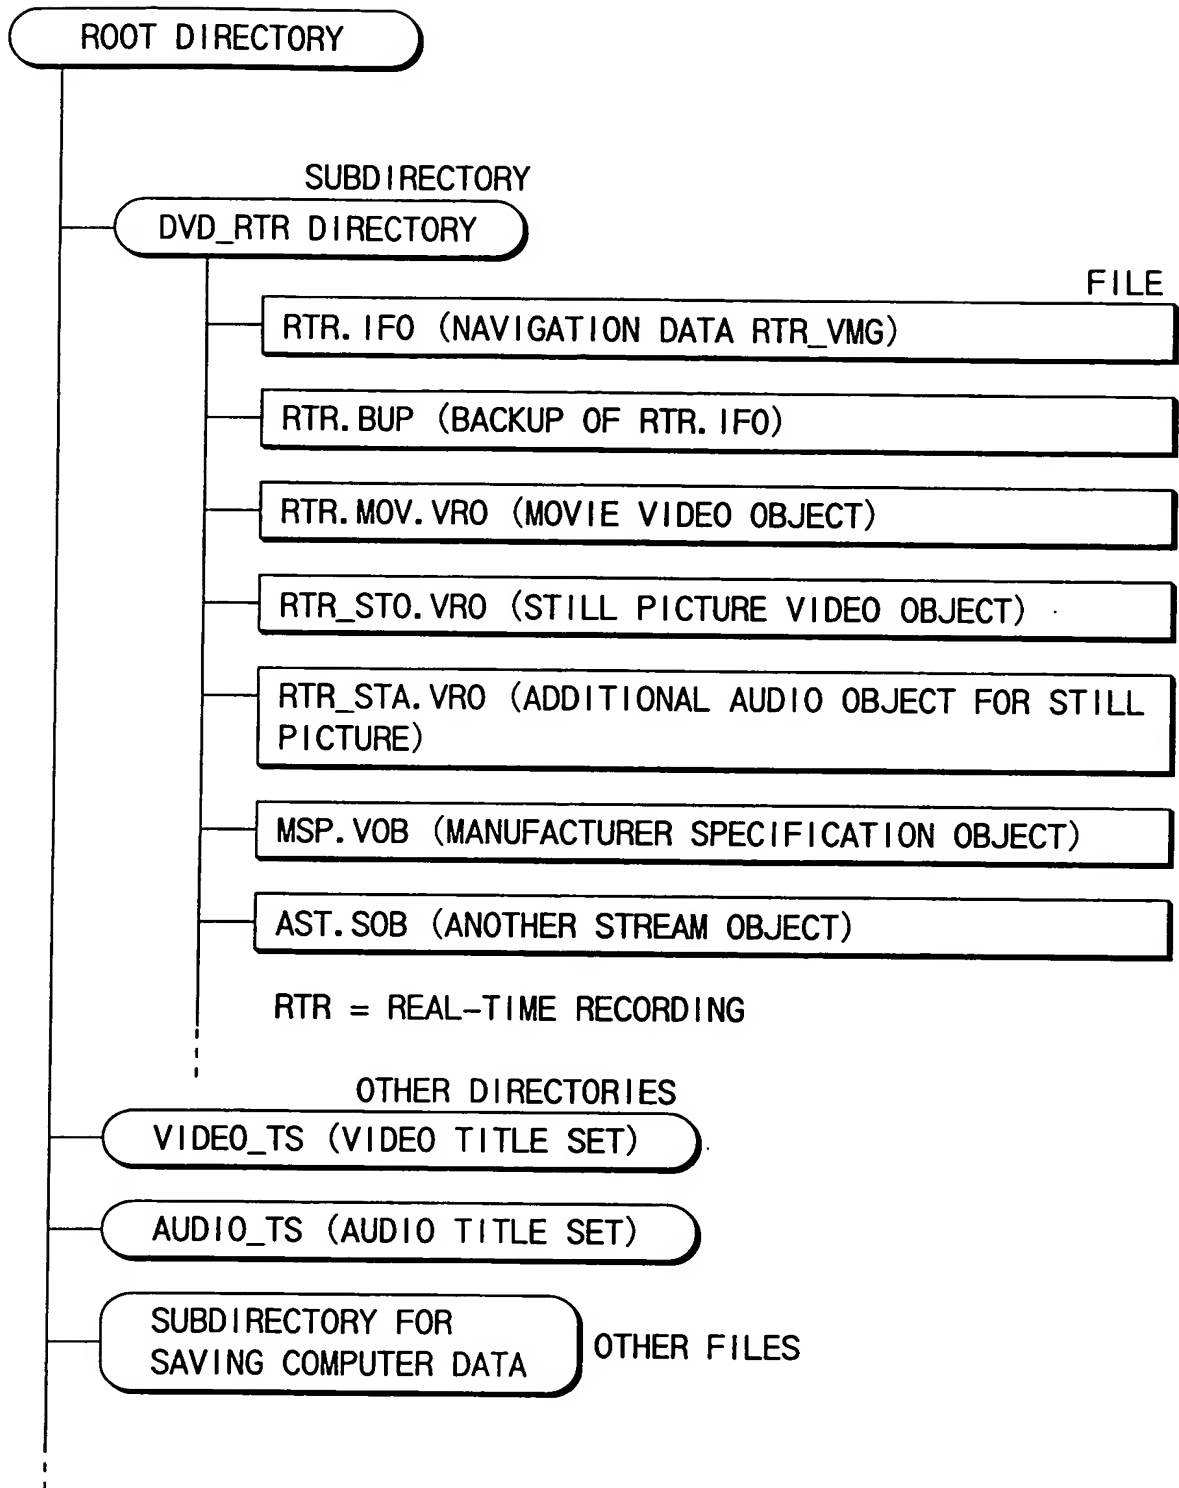 ROOT DIRECTORY
SUBDIRECTORY
DVD_RTR DIRECTORY
FILE
RTR.IFO (NAVIGATION DATA RTR_VMG)
RTR.BUP (BACKUP OF RTR.IFO)
RTR.MOV.VRO (MOVIE VIDEO OBJECT)
RTR_STO.VRO (STILL PICTURE VIDEO OBJECT)
RTR_STA.VRO (ADDITIONAL AUDIO OBJECT FOR STILL
PICTURE)
MSP.VOB (MANUFACTURER SPECIFICATION OBJECT)
AST.SOB (ANOTHER STREAM OBJECT)
RTR = REAL-TIME RECORDING
OTHER DIRECTORIES
VIDEO_TS (VIDEO TITLE SET)
AUDIO_TS (AUDIO TITLE SET)
SUBDIRECTORY FOR
SAVING COMPUTER DATA
OTHER FILES